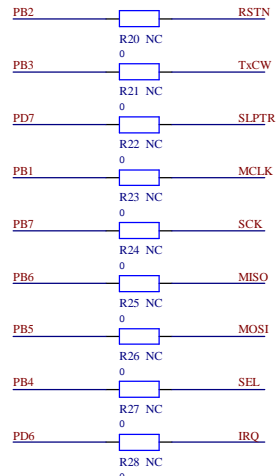 PB2 RSTN
R20 NC
0
PB3 TxCW
R21 NC
0
PD7 SLPTR
R22 NC
0
PB1 MCLK
R23 NC
0
PB7 SCK
R24 NC
0
PB6 MISO
R25 NC
0
PB5 MOSI
R26 NC
0
PB4 SEL
R27 NC
0
PD6 IRQ
R28 NC
0